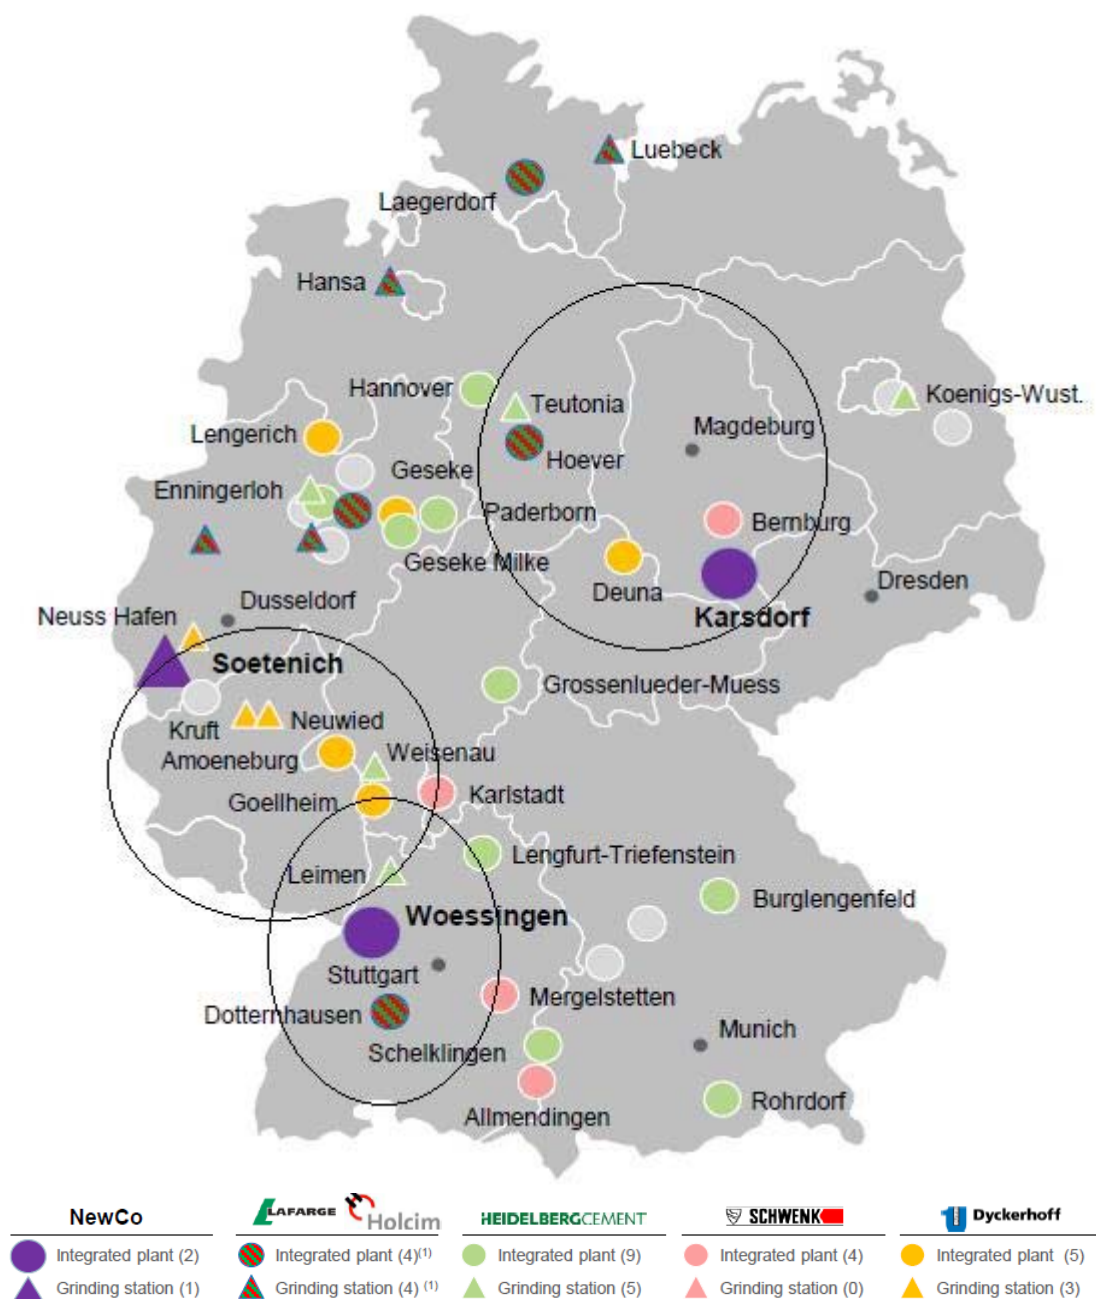 Luebeck
Laegerdorf
Hansa
Hannover
Teutonia
Koenigs-Wust.
Lengerich
Magdeburg
Geseke
Hoever
Enningerloh
Paderborn
Bernburg
Geseke Milke
Deuna
Dresden
Dusseldorf
Karsdorf
Neuss Hafen
Soetenich
Grossenlueder-Muess
Kruft
Neuwied
Amoeneburg
Weisenau
Goellheim
Karlstadt
Lengfurt-Triefenstein
Leimen
Burglengenfeld
Woessingen
Stuttgart
Mergelstetten
Dotternhausen
Munich
Schelklingen
Rohrdorf
Allmendingen
NewCo
LAFARGE Holcim
HEIDELBERGCEMENT
SCHWENK
Dyckerhoff
Integrated plant (2)
Integrated plant (4)(1)
Integrated plant (9)
Integrated plant (4)
Integrated plant (5)
Grinding station (1)
Grinding station (4) (1)
Grinding station (5)
Grinding station (0)
Grinding station (3)